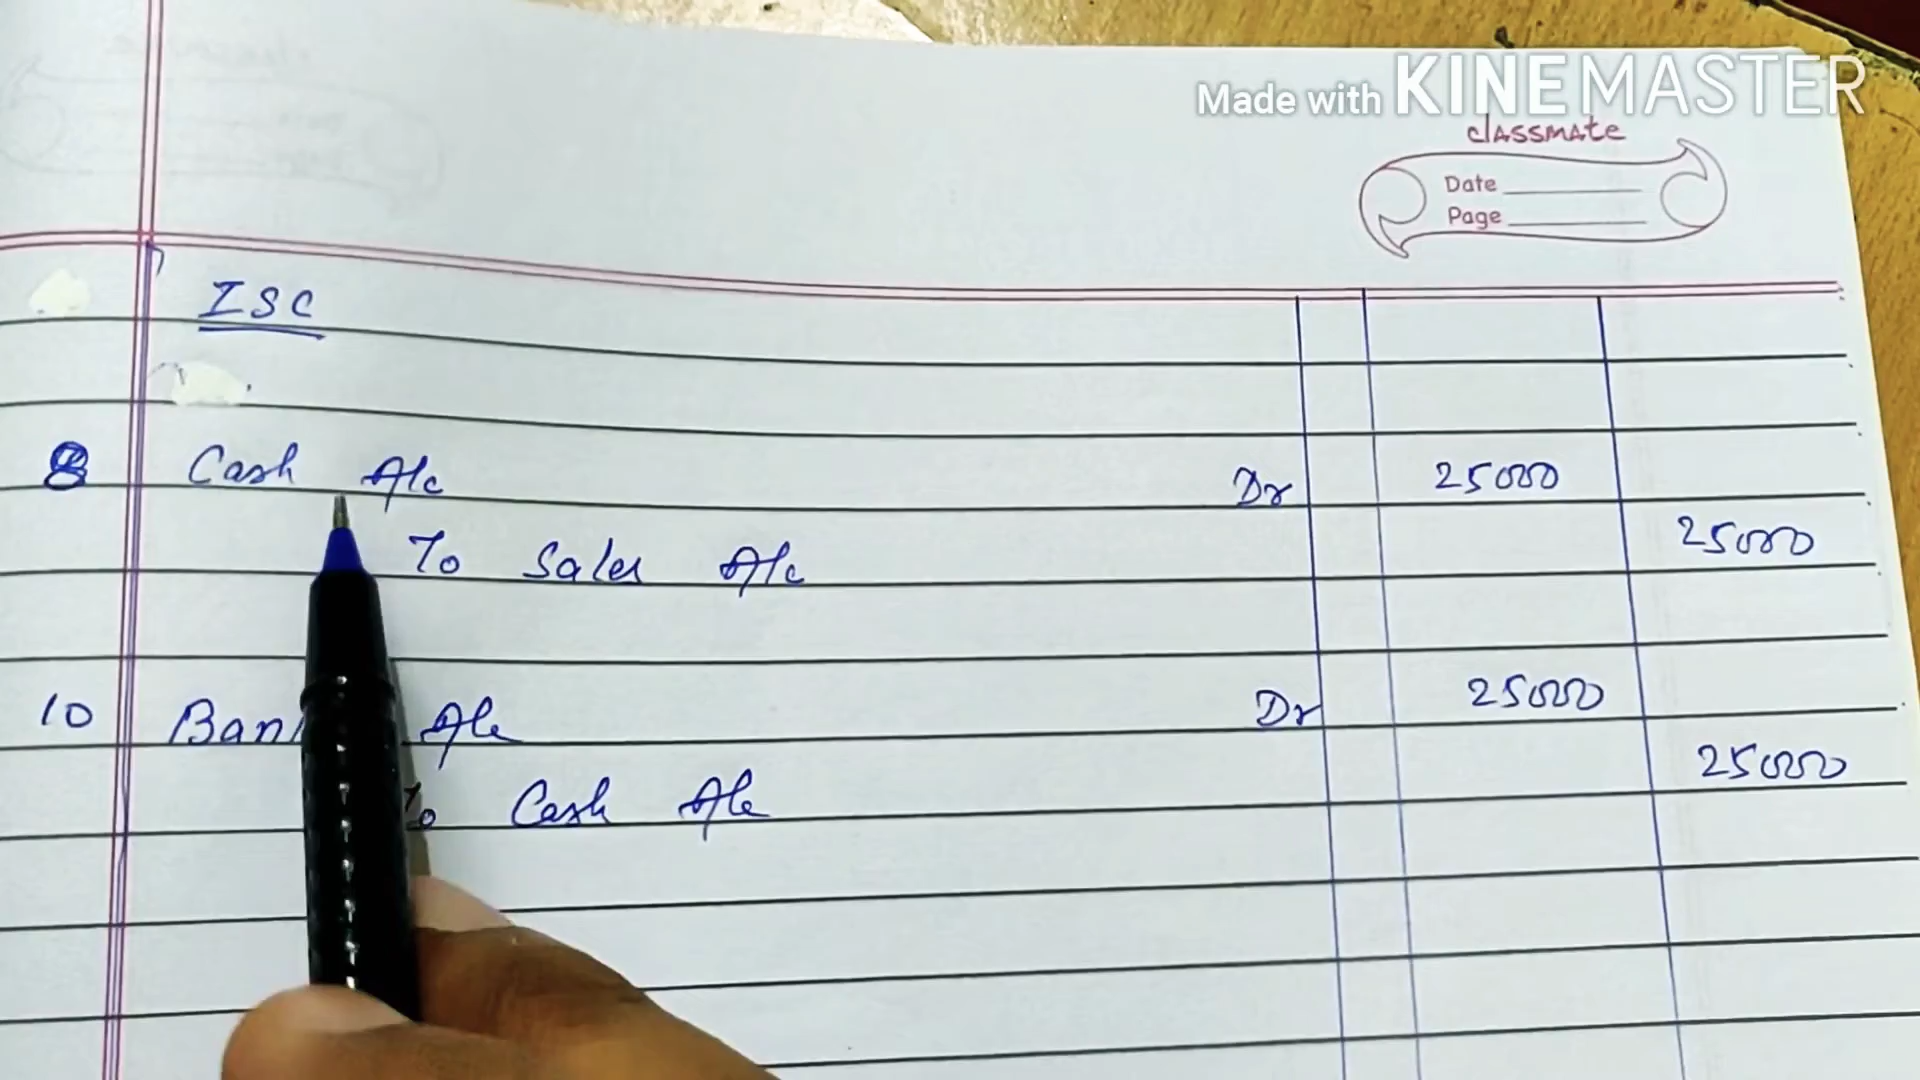 Made with KINEMASTER
classmate
Date
Page
ISC
8 Cash A/c Dr 25000
To Sales A/c 25000
10 A/c Dr 25000
To Cash A/c 25000